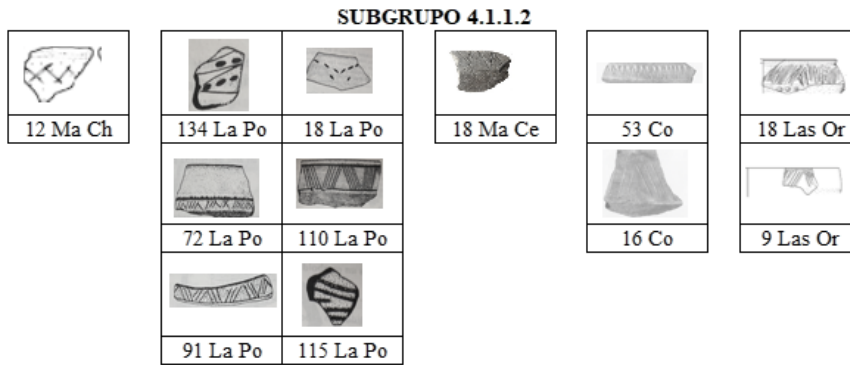 SUBGRUPO 4.1.1.2
12 Ma Ch
134 La Po
18 La Po
18 Ma Ce
53 Co
18 Las Or
72 La Po
110 La Po
16 Co
9 Las Or
91 La Po
115 La Po